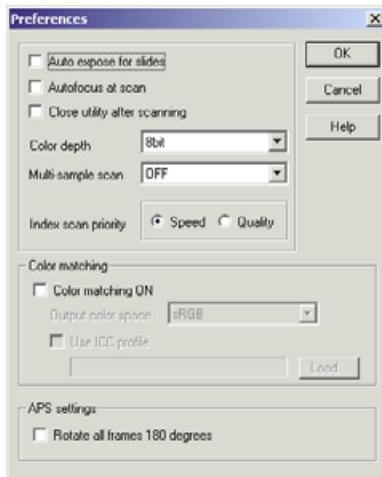 Preferences
Auto expose for slides
OK
Autofocus at scan
Cancel
Close utility after scanning
Help
Color depth 8bit
Multi-sample scan OFF
Index scan priority Speed Quality
Color matching
Color matching ON
Output color space sRGB
Use ICC profile
Load...
APS settings
Rotate all frames 180 degrees